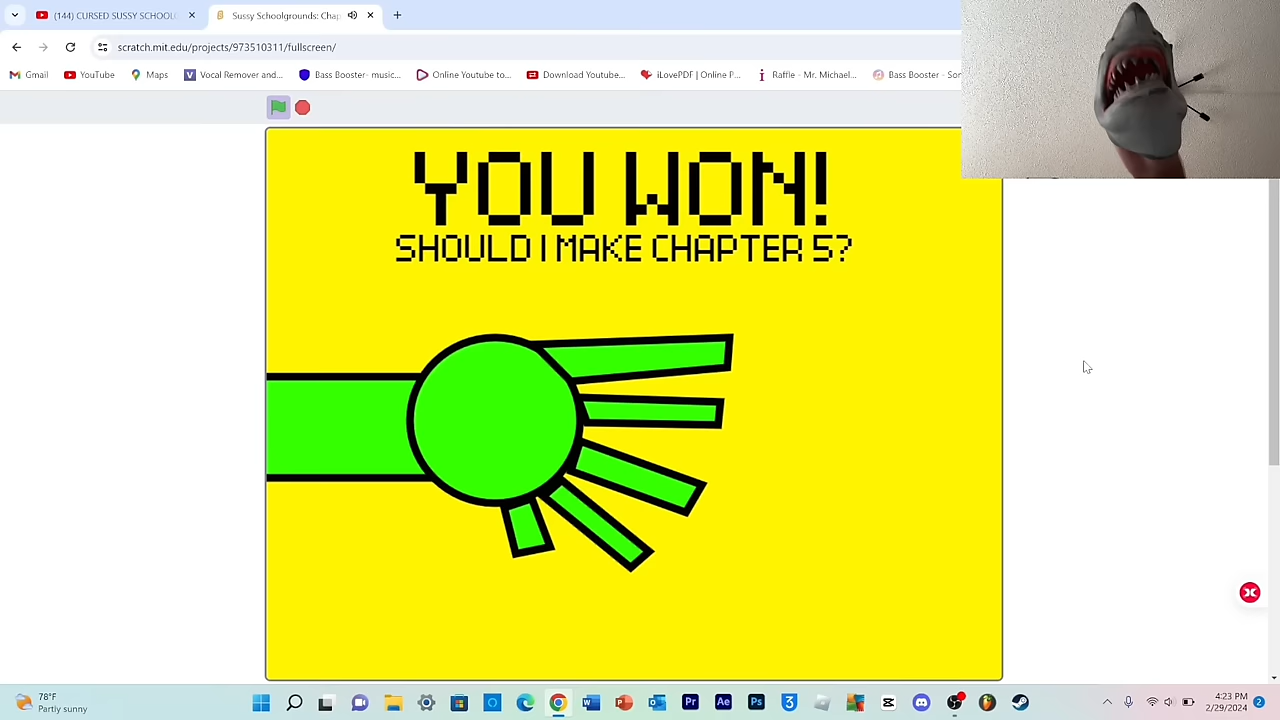 (144) CURSED SUSSY SCHOOL
Sussy Schoolgrounds: Chap
scratch.mit.edu/projects/973510311/fullscreen/
Gmail
YouTube
Maps
Vocal Remover and...
Bass Booster- music...
Online Youtube to...
Download Youtube...
iLovePDF | Online P...
Raffle - Mr. Michael...
Bass Booster - Son
YOU WON!
SHOULD I MAKE CHAPTER 5?
78°F
Partly sunny
4:23 PM
2/29/2024
2